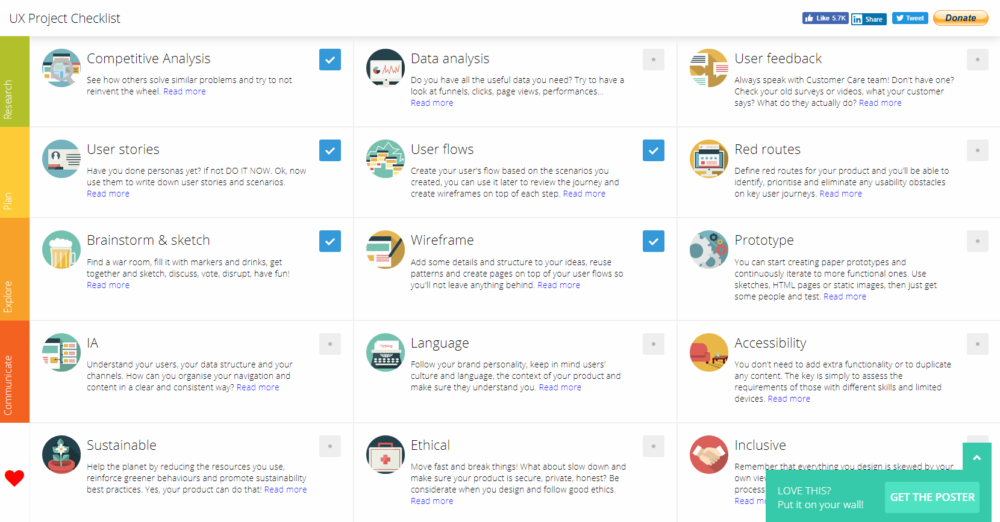 UX Project Checklist
Like 5.7K
in Share
Tweet
Donate
Research
Competitive Analysis
See how others solve similar problems and try to not
reinvent the wheel. Read more
Data analysis
Do you have all the useful data you need? Try to have a
look at funnels, clicks, page views, performances...
Read more
User feedback
Always speak with Customer Care team! Don't have one?
Check your old surveys or videos, what your customer
says? What do they actually do? Read more
Plan
User stories
Have you done personas yet? If not DO IT NOW. Ok, now
use them to write down user stories and scenarios.
Read more
User flows
Create your user's flow based on the scenarios you
created, you can use it later to review the journey and
create wireframes on top of each step. Read more
Red routes
Define red routes for your product and you’ll be able to
identify, prioritise and eliminate any usability obstacles
on key user journeys. Read more
Explore
Brainstorm & sketch
Find a war room, fill it with markers and drinks, get
together and sketch, discuss, vote, disrupt, have fun!
Read more
Wireframe
Add some details and structure to your ideas, reuse
patterns and create pages on top of your user flows so
you'll not leave anything behind. Read more
Prototype
You can start creating paper prototypes and
continuously iterate to more functional ones. Use
sketches, HTML pages or static images, then just get
some people and test. Read more
Communicate
IA
Understand your users, your data structure and your
channels. How can you organise your navigation and
content in a clear and consistent way? Read more
Typing
Language
Follow your brand personality, keep in mind users'
culture and language, the context of your product and
make sure they understand you. Read more
Accessibility
You don’t need to add extra functionality or to duplicate
any content. The key is simply to assess the
requirements of those with different skills and limited
devices. Read more
Sustainable
Help the planet by reducing the resources you use,
reinforce greener behaviours and promote sustainability
best practices. Yes, your product can do that! Read more
Ethical
Move fast and break things! What about slow down and
make sure your product is secure, private, honest? Be
considerate when you design and follow good ethics.
Read more
Inclusive
Remember that everything you design is skewed by your
own
Read
LOVE THIS?
Put it on your wall!
GET THE POSTER